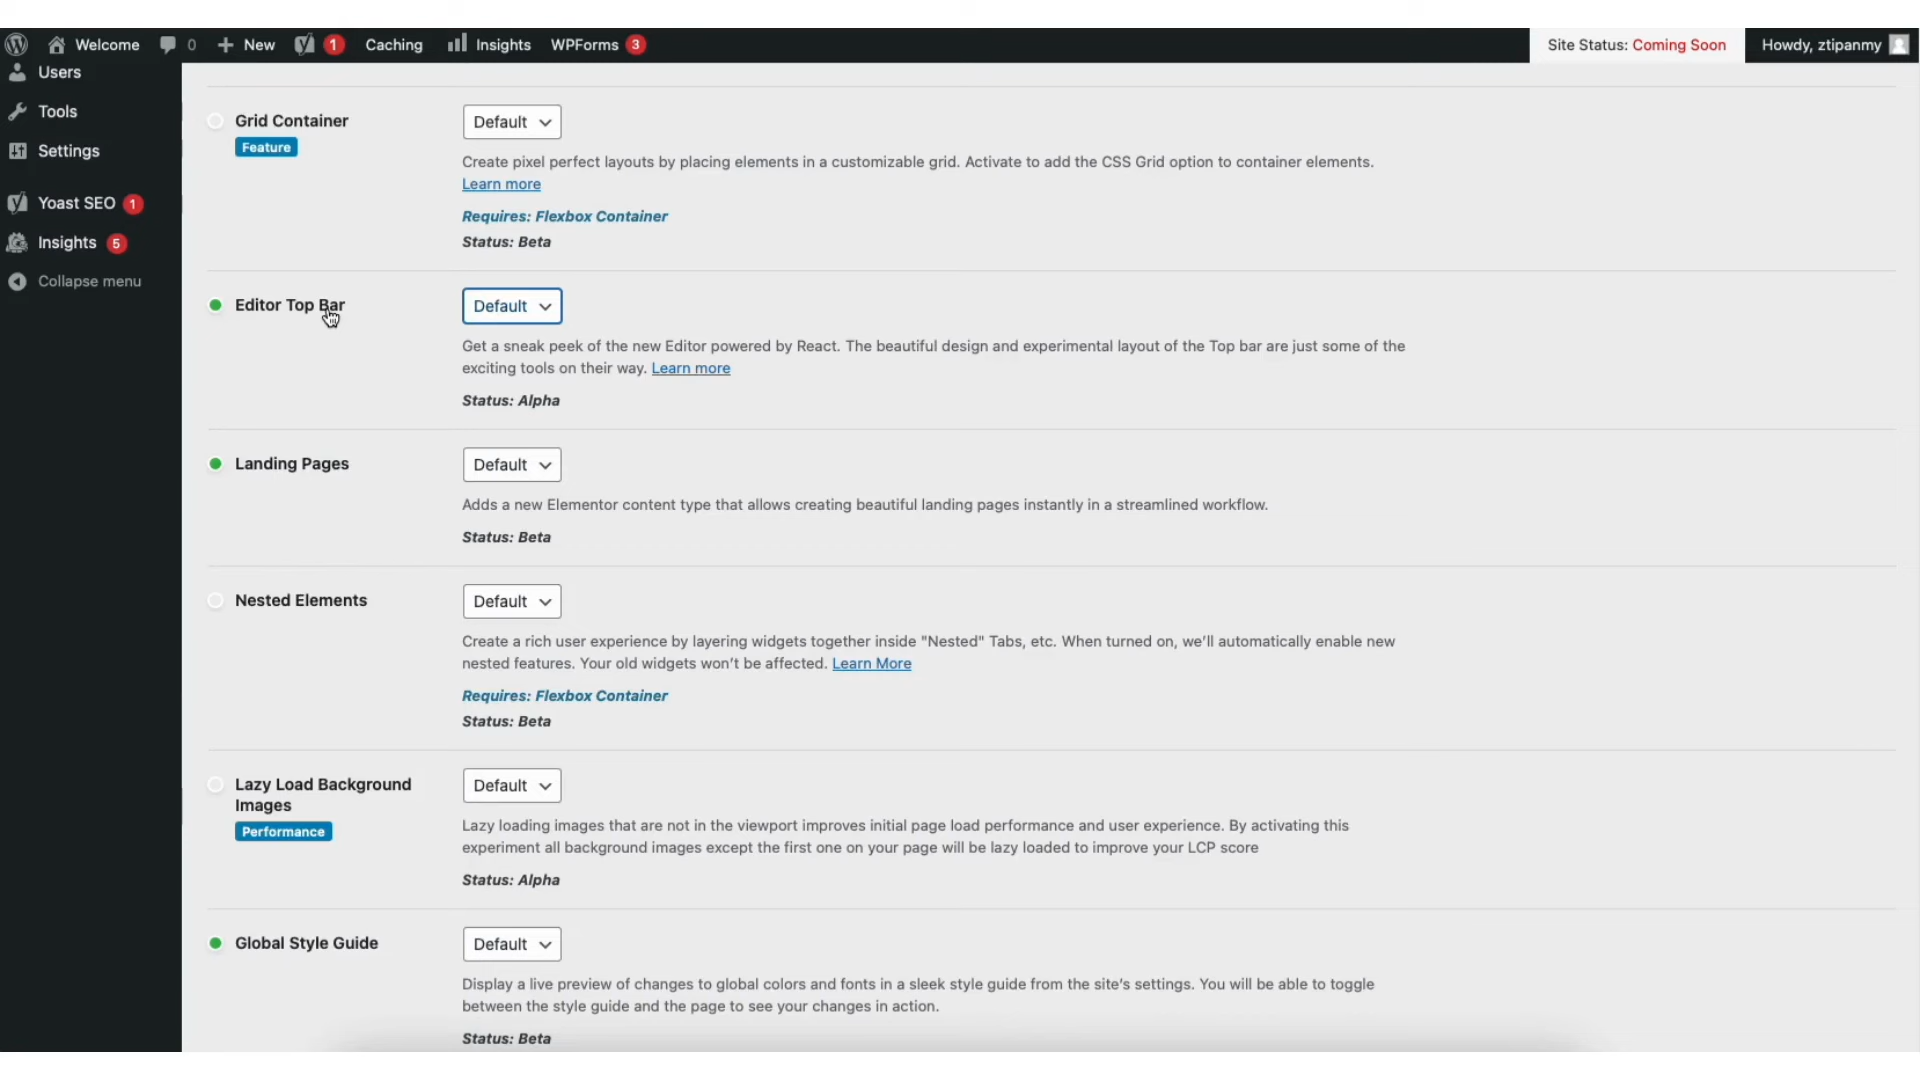 Welcome 0 New 1 Caching Insights WPForms 3 Site Status: Coming Soon Howdy, ztipanmy
Users
Tools
Settings
Yoast SEO 1
Insights 5
Collapse menu
Grid Container
Feature
Default
Create pixel perfect layouts by placing elements in a customizable grid. Activate to add the CSS Grid option to container elements.
Learn more
Requires: Flexbox Container
Status: Beta
Editor Top Bar
Default
Get a sneak peek of the new Editor powered by React. The beautiful design and experimental layout of the Top bar are just some of the
exciting tools on their way. Learn more
Status: Alpha
Landing Pages
Default
Adds a new Elementor content type that allows creating beautiful landing pages instantly in a streamlined workflow.
Status: Beta
Nested Elements
Default
Create a rich user experience by layering widgets together inside "Nested" Tabs, etc. When turned on, we'll automatically enable new
nested features. Your old widgets won't be affected. Learn More
Requires: Flexbox Container
Status: Beta
Lazy Load Background
Images
Performance
Default
Lazy loading images that are not in the viewport improves initial page load performance and user experience. By activating this
experiment all background images except the first one on your page will be lazy loaded to improve your LCP score
Status: Alpha
Global Style Guide
Default
Display a live preview of changes to global colors and fonts in a sleek style guide from the site's settings. You will be able to toggle
between the style guide and the page to see your changes in action.
Status: Beta